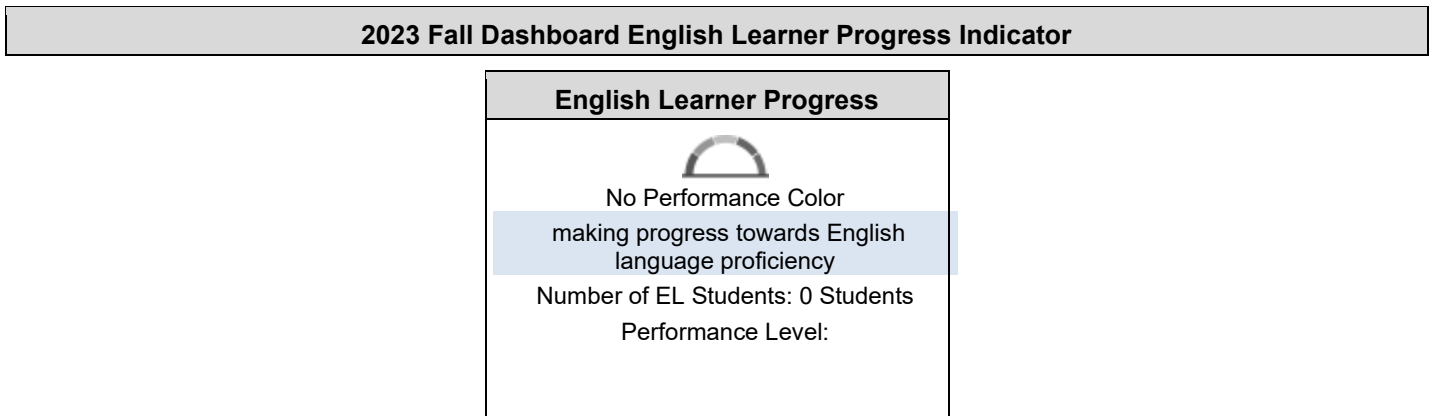 2023 Fall Dashboard English Learner Progress Indicator
English Learner Progress
No Performance Color
making progress towards English
language proficiency
Number of EL Students: 0 Students
Performance Level: